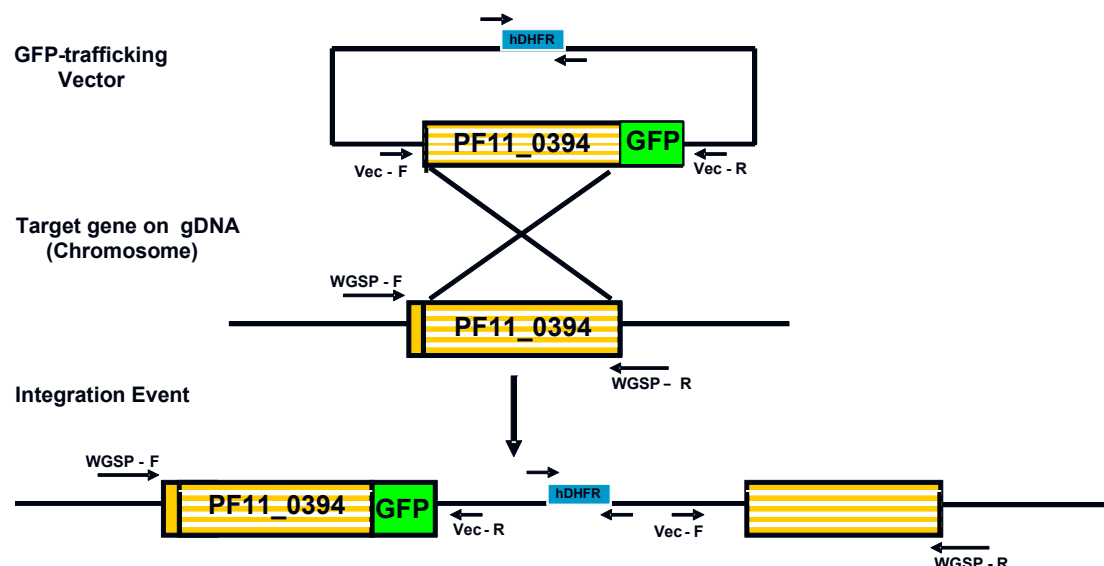 hDHFR
GFP-trafficking
Vector
PF11_0394
GFP
Vec - F
Vec - R
Target gene on gDNA
(Chromosome)
WGSP - F
PF11_0394
WGSP - R
Integration Event
WGSP - F
PF11_0394
GFP
hDHFR
Vec - R
Vec - F
WGSP - R